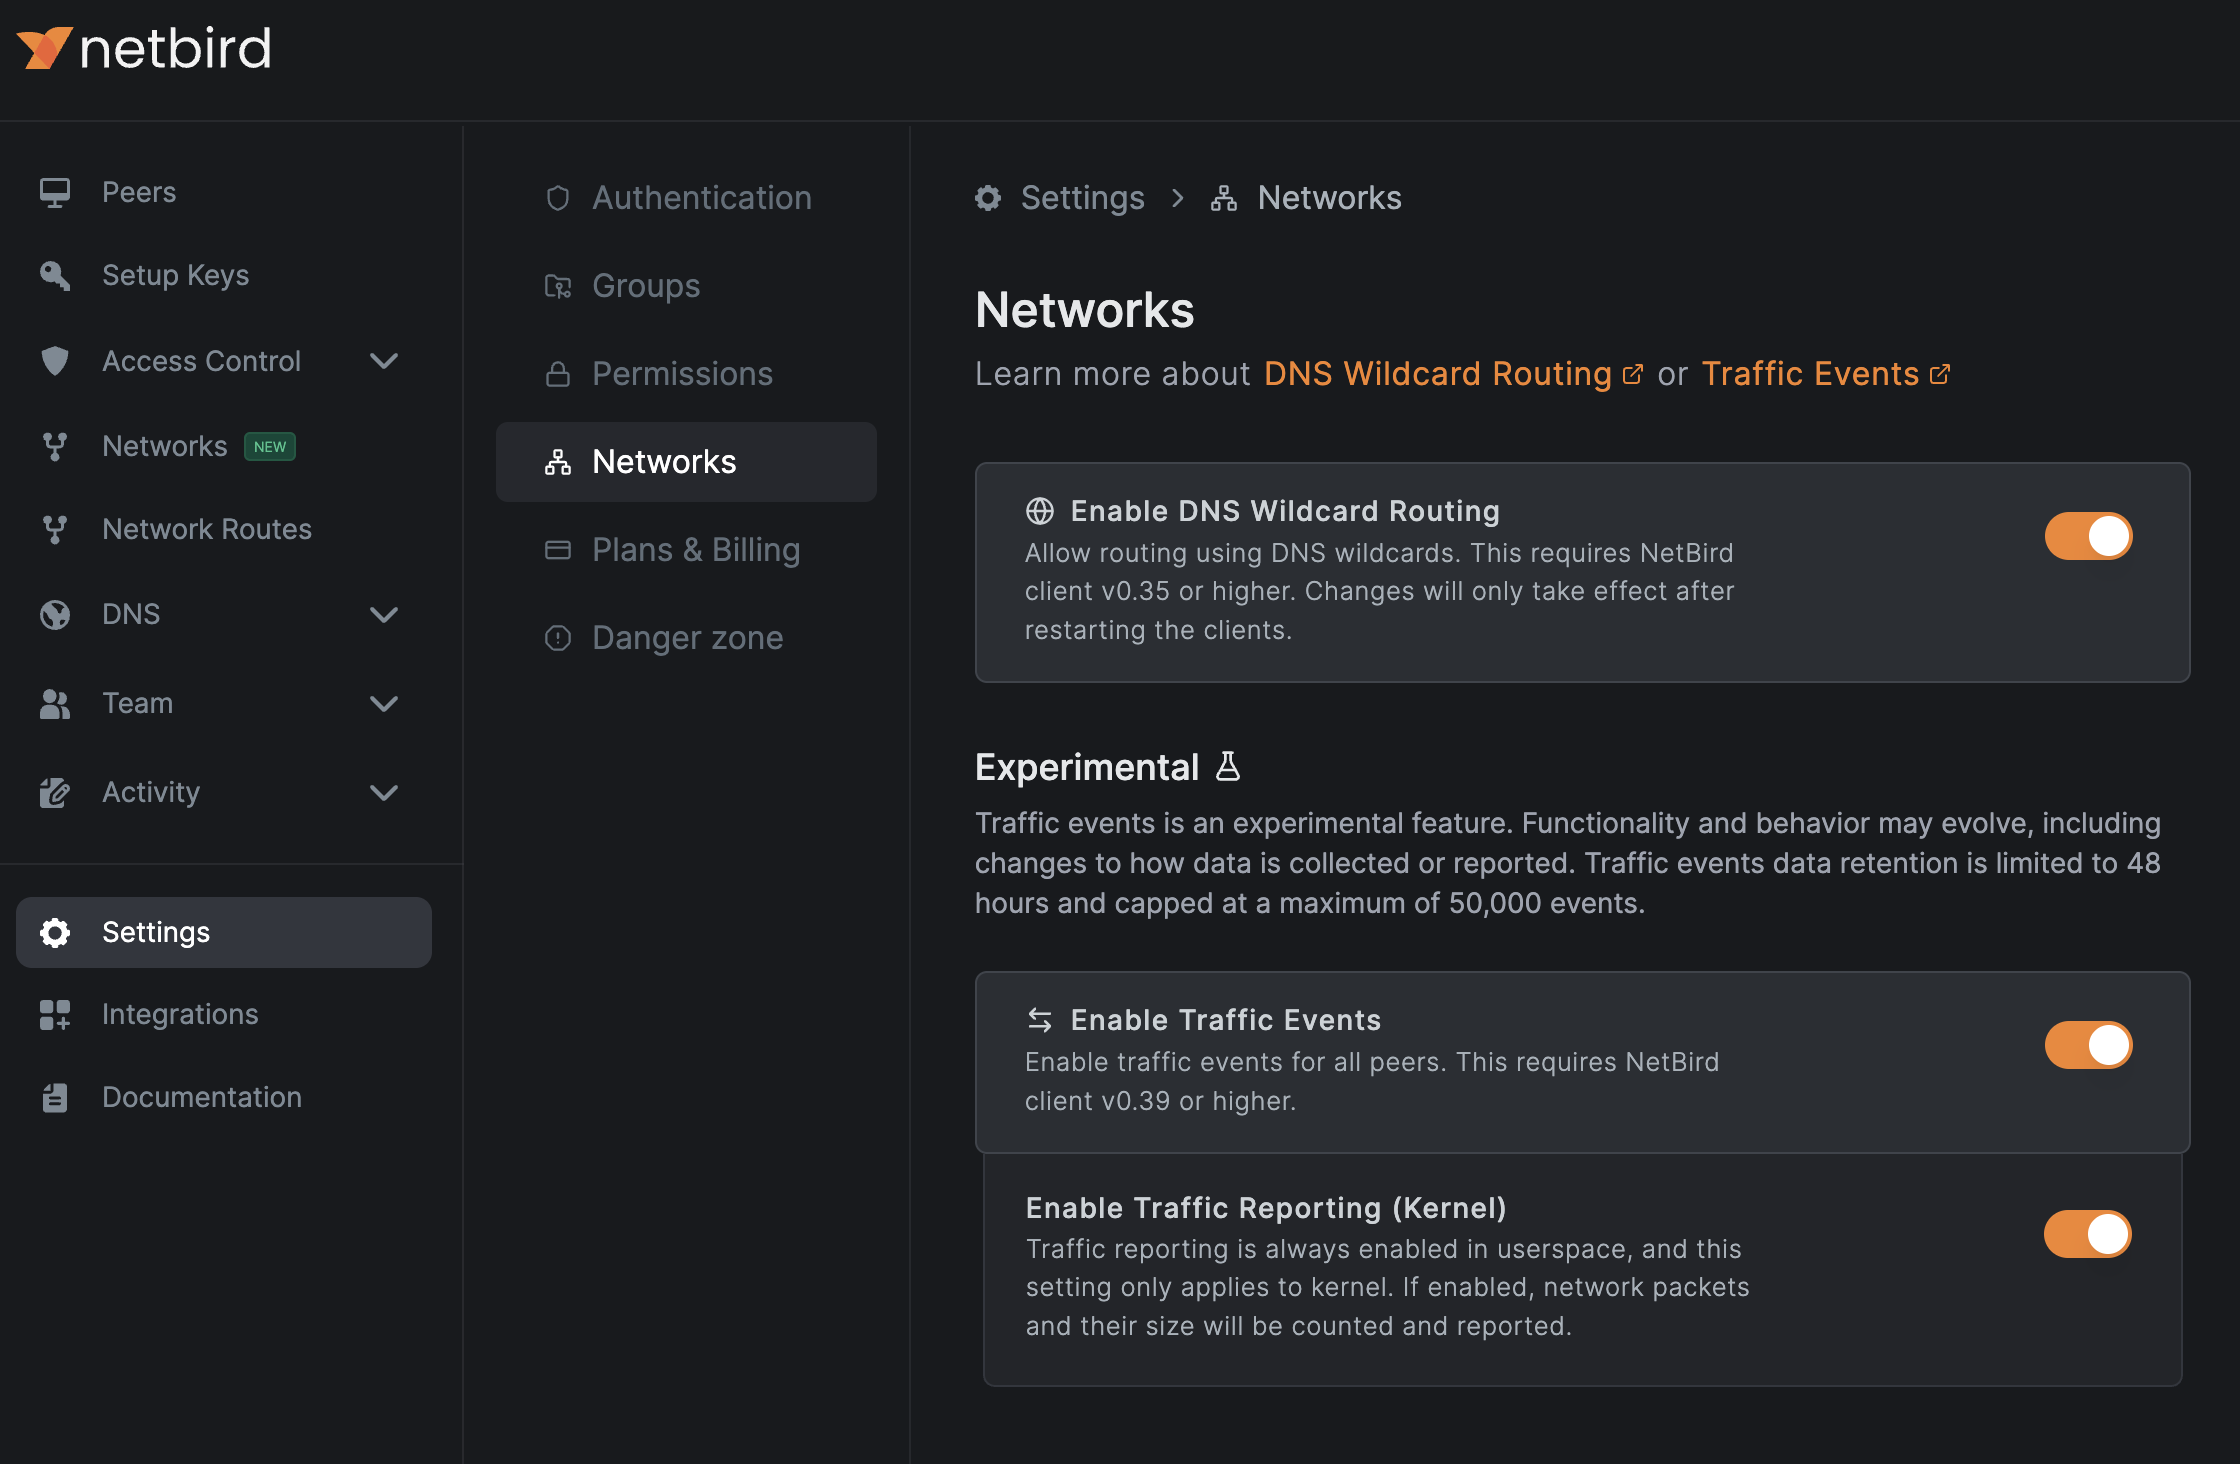 netbird
Peers
Setup Keys
Access Control
Networks NEW
Network Routes
DNS
Team
Activity
Settings
Integrations
Documentation
Authentication
Groups
Permissions
Networks
Plans & Billing
Danger zone
Settings > Networks
Networks
Learn more about DNS Wildcard Routing or Traffic Events
Enable DNS Wildcard Routing
Allow routing using DNS wildcards. This requires NetBird
client v0.35 or higher. Changes will only take effect after
restarting the clients.
Experimental
Traffic events is an experimental feature. Functionality and behavior may evolve, including
changes to how data is collected or reported. Traffic events data retention is limited to 48
hours and capped at a maximum of 50,000 events.
Enable Traffic Events
Enable traffic events for all peers. This requires NetBird
client v0.39 or higher.
Enable Traffic Reporting (Kernel)
Traffic reporting is always enabled in userspace, and this
setting only applies to kernel. If enabled, network packets
and their size will be counted and reported.